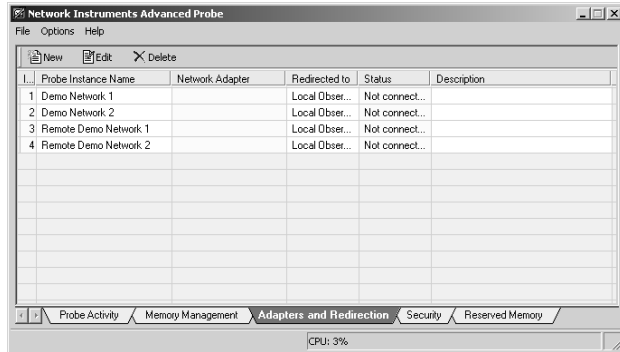 Network Instruments Advanced Probe
File Options Help
New Edit Delete
I... Probe Instance Name Network Adapter Redirected to Status Description
1 Demo Network 1 Local Obser... Not connect...
2 Demo Network 2 Local Obser... Not connect...
3 Remote Demo Network 1 Local Obser... Not connect...
4 Remote Demo Network 2 Local Obser... Not connect...
Probe Activity Memory Management Adapters and Redirection Security Reserved Memory
CPU: 3%